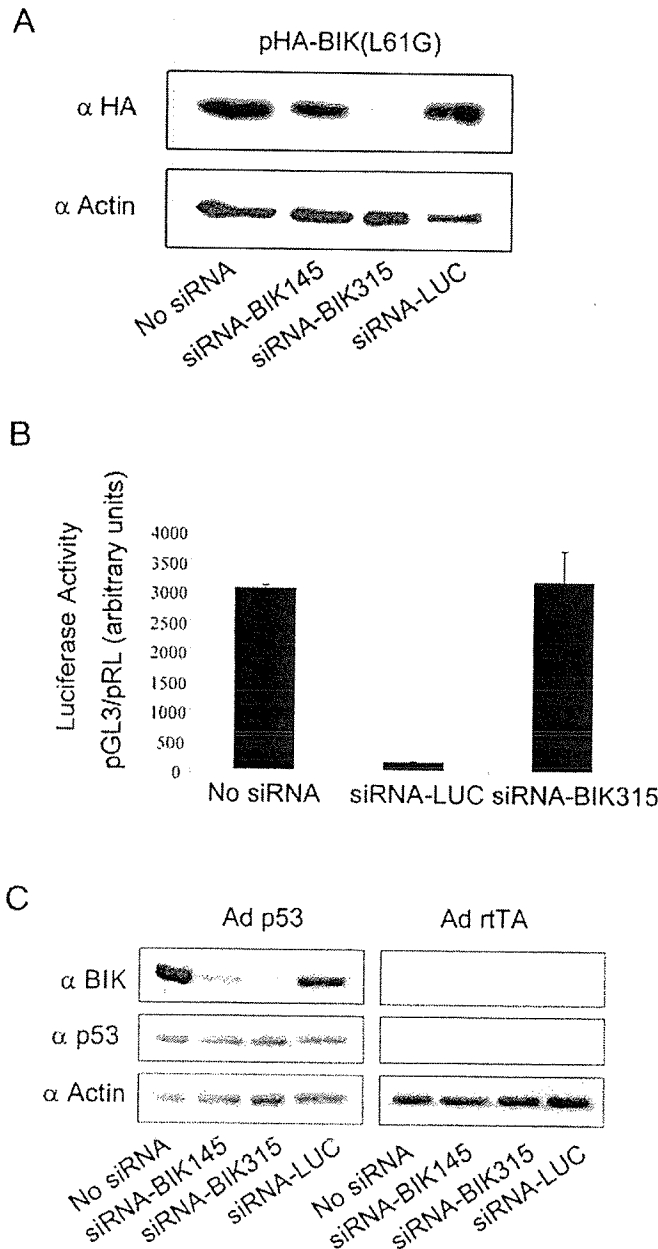 A
pHA-BIK(L61G)
α HA
α Actin
No siRNA
siRNA-BIK145
siRNA-BIK315
siRNA-LUC
B
Luciferase Activity
pGL3/pRL (arbitrary units)
4000
3500
3000
2500
2000
1500
1000
500
0
No siRNA siRNA-LUC siRNA-BIK315
C
Ad p53 Ad rtTA
α BIK
α p53
α Actin
No siRNA
siRNA-BIK145
siRNA-BIK315
siRNA-LUC
No siRNA
siRNA-BIK145
siRNA-BIK315
siRNA-LUC